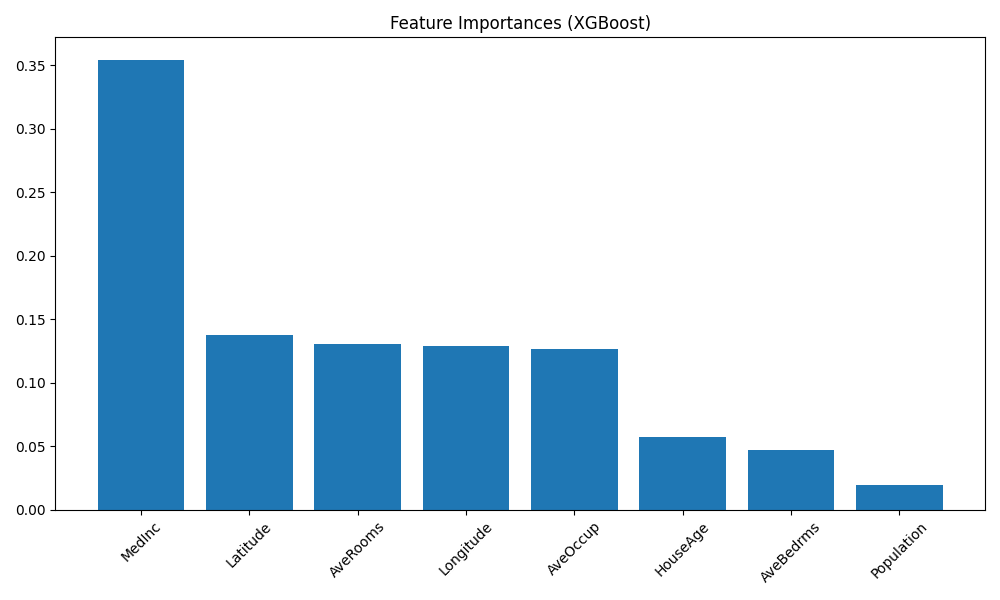 Feature Importances (XGBoost)
0.35
0.30
0.25
0.20
0.15
0.10
0.05
0.00
MedInc
Latitude
AveRooms
Longitude
AveOccup
HouseAge
AveBedrms
Population